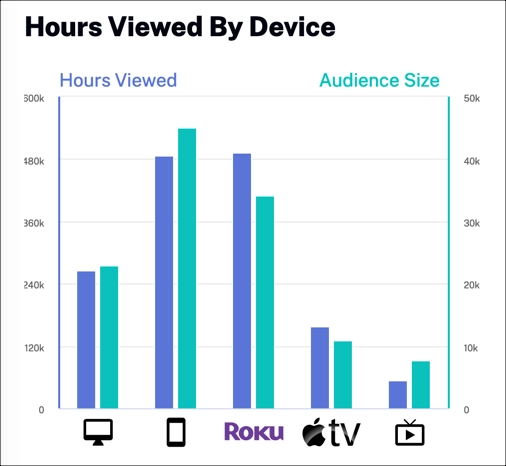 Hours Viewed By Device
Hours Viewed
Audience Size
600k
50k
480k
40k
360k
30k
240k
20k
120k
10k
0
0
Roku
tv